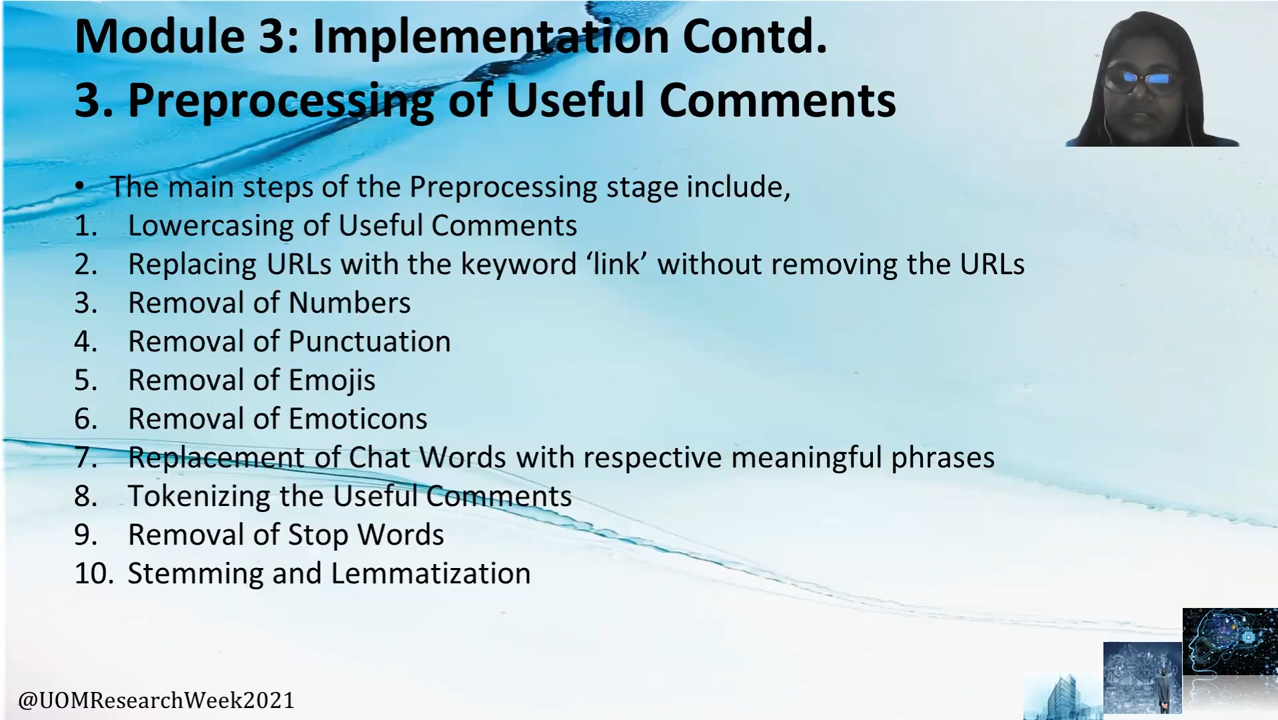 Module 3: Implementation Contd.
3. Preprocessing of Useful Comments
• The main steps of the Preprocessing stage include,
1. Lowercasing of Useful Comments
2. Replacing URLs with the keyword ‘link’ without removing the URLs
3. Removal of Numbers
4. Removal of Punctuation
5. Removal of Emojis
6. Removal of Emoticons
7. Replacement of Chat Words with respective meaningful phrases
8. Tokenizing the Useful Comments
9. Removal of Stop Words
10. Stemming and Lemmatization
@UOMResearchWeek2021